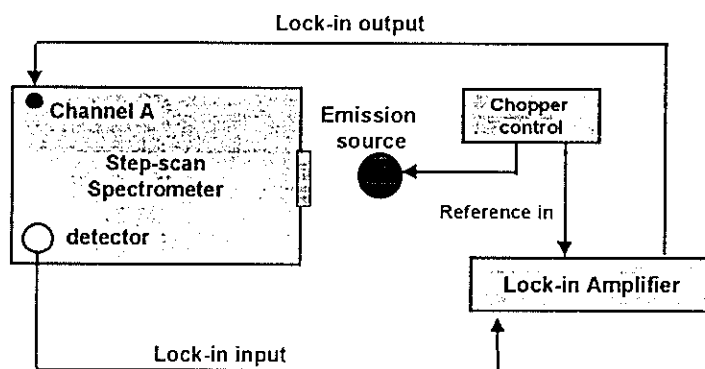 Lock-in output
Channel A
Step-scan
Spectrometer
detector
Emission
source
Chopper
control
Reference in
Lock-in Amplifier
Lock-in input